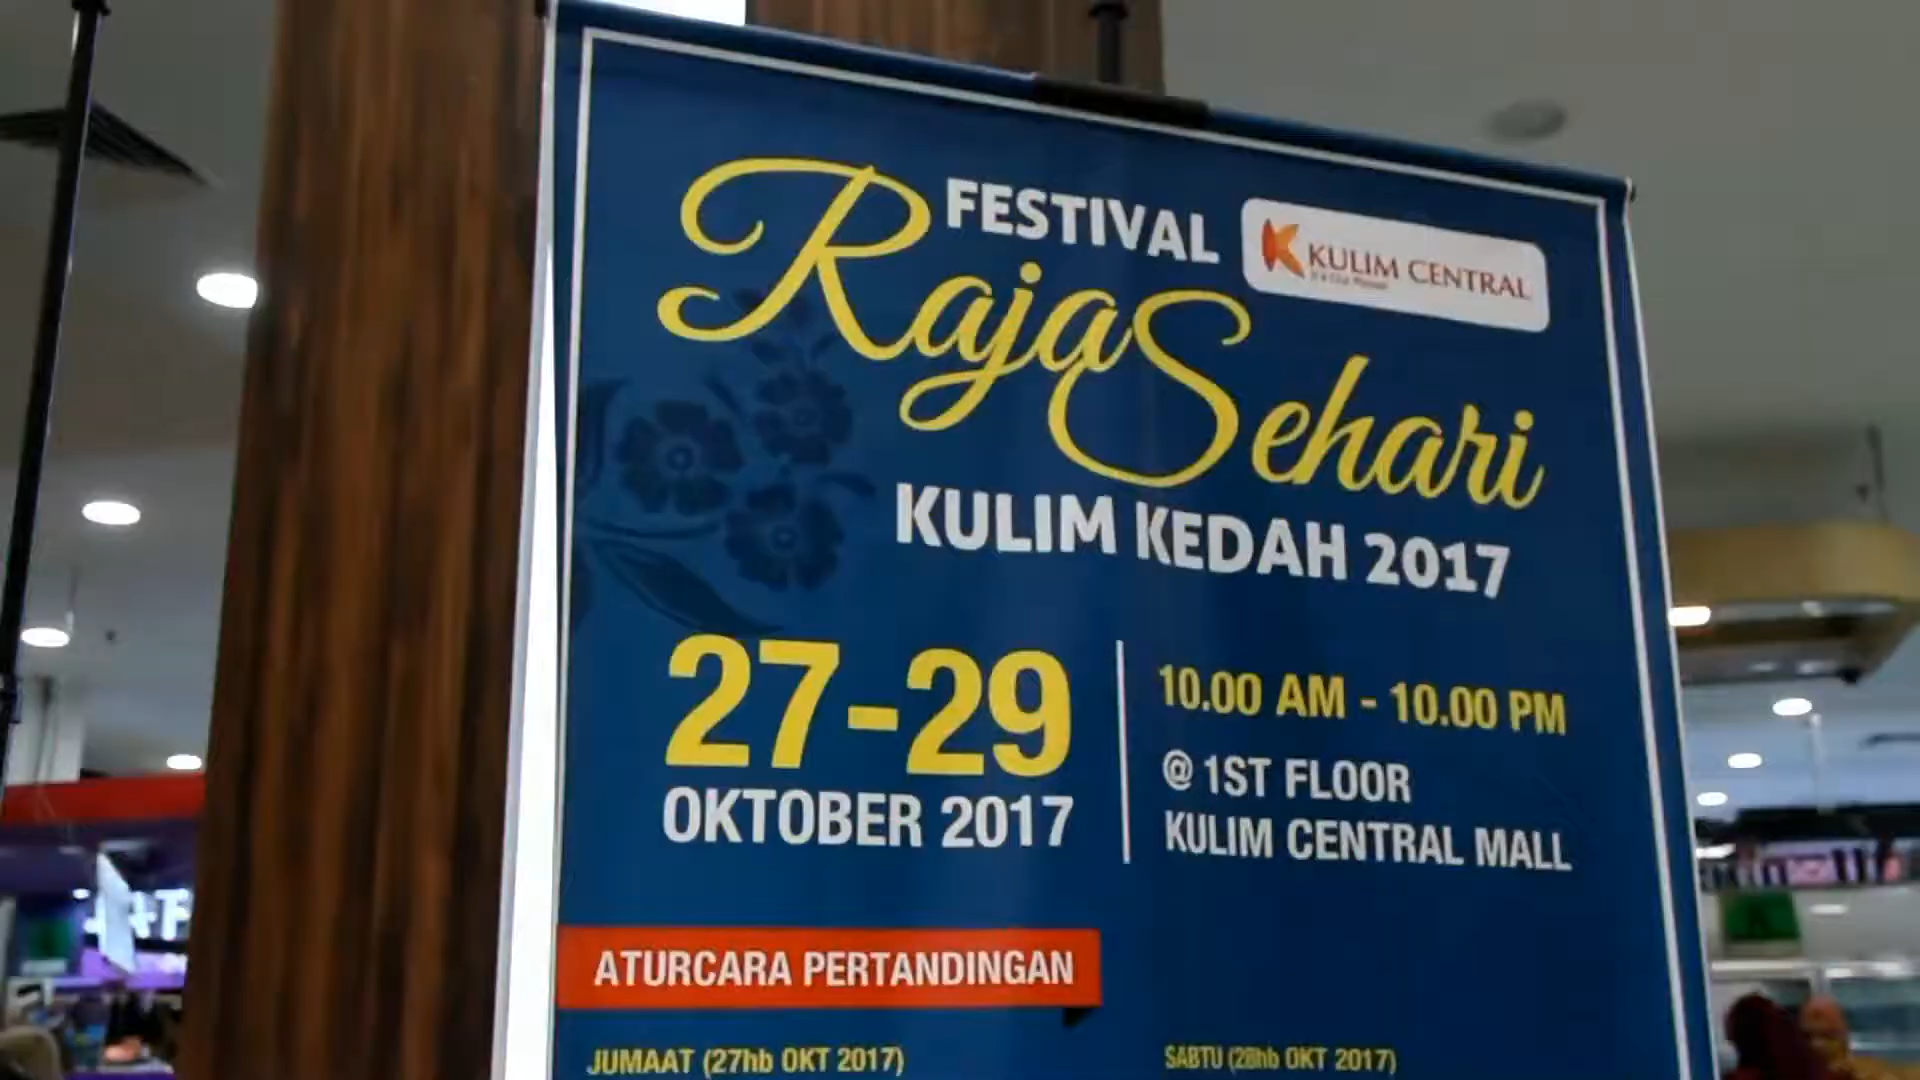 FESTIVAL
KULIM CENTRAL
Raja Sehari
KULIM KEDAH 2017
27-29
OKTOBER 2017
10.00 AM - 10.00 PM
@ 1ST FLOOR
KULIM CENTRAL MALL
ATURCARA PERTANDINGAN
JUMAAT (27hb OKT 2017)
SABTU (28hb OKT 2017)